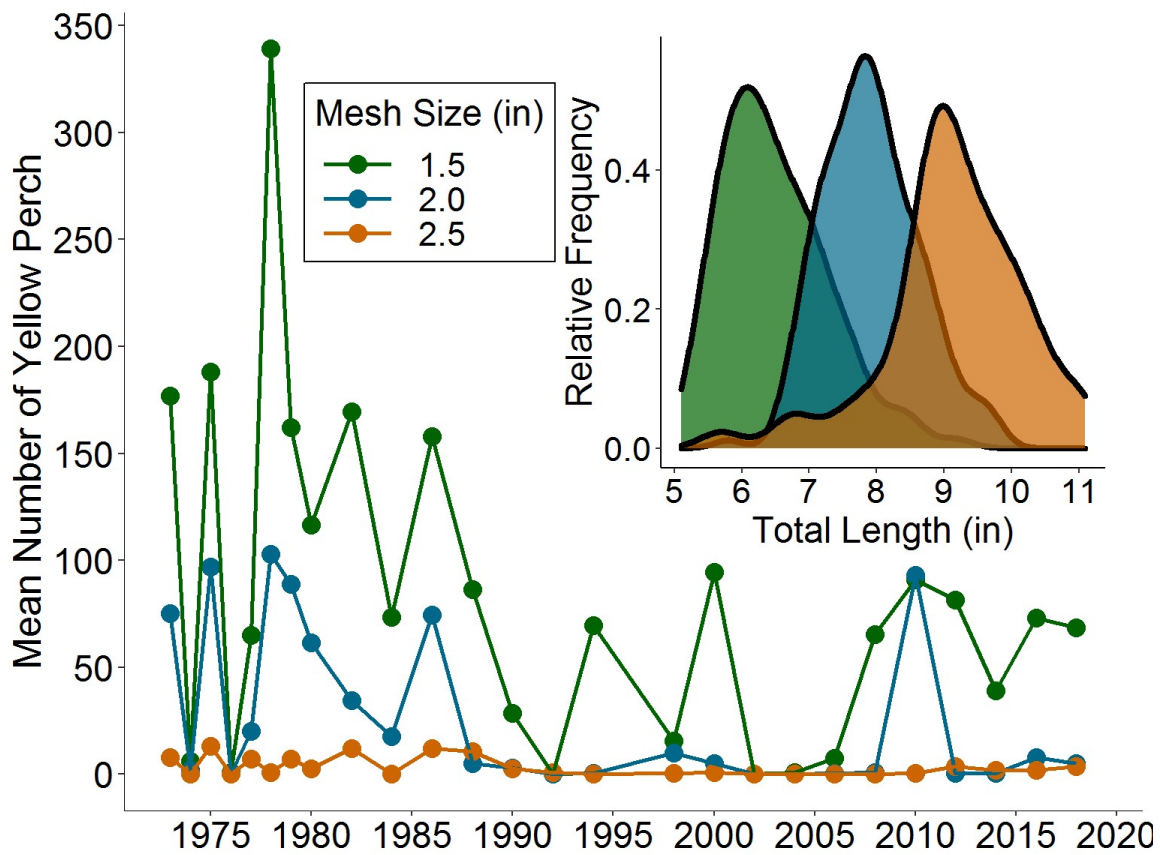 Mean Number of Yellow Perch
350
300
250
200
150
100
50
0
1975 1980 1985 1990 1995 2000 2005 2010 2015 2020
Mesh Size (in)
1.5
2.0
2.5
Relative Frequency
0.4
0.2
0.0
5 6 7 8 9 10 11
Total Length (in)